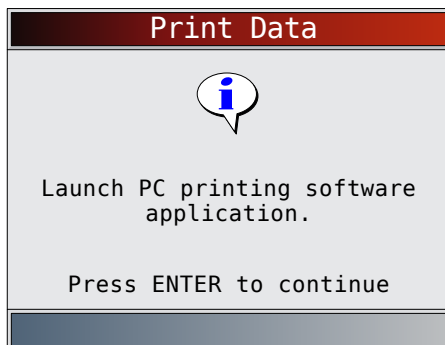 Print Data
i
Launch PC printing software
application.
Press ENTER to continue